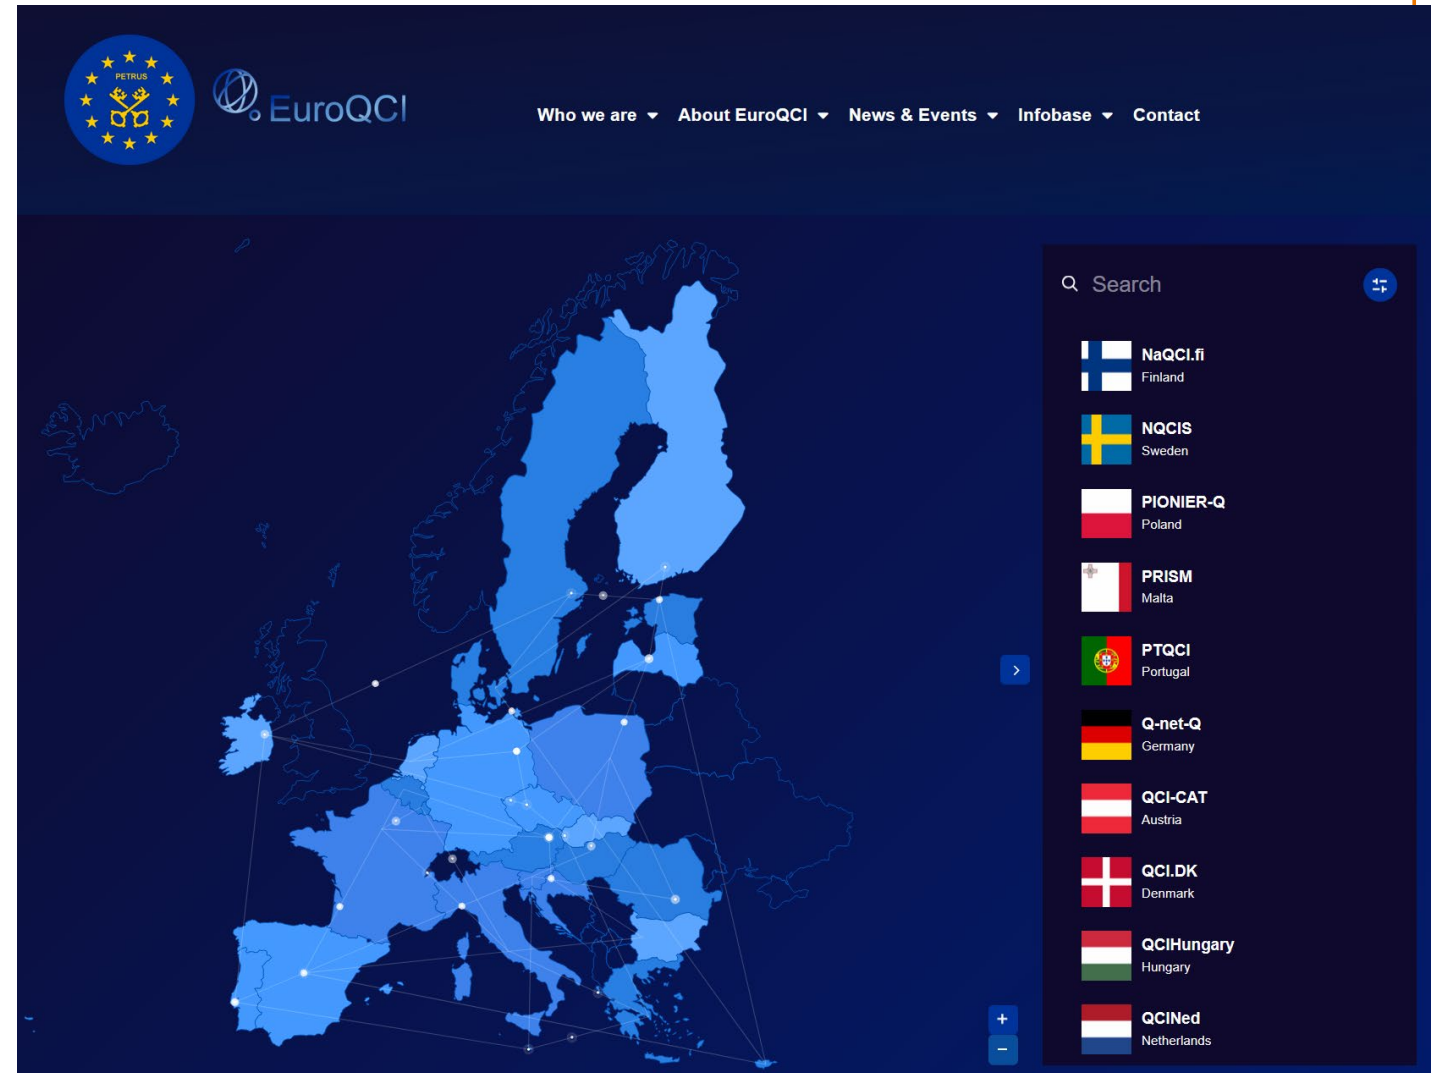 PETRUS
EuroQCI
Who we are About EuroQCI News & Events Infobase Contact
Search
NaQCI.fi
Finland
NQCIS
Sweden
PIONIER-Q
Poland
PRISM
Malta
PTQCI
Portugal
Q-net-Q
Germany
QCI-CAT
Austria
QCI.DK
Denmark
QCIHungary
Hungary
QCINed
Netherlands